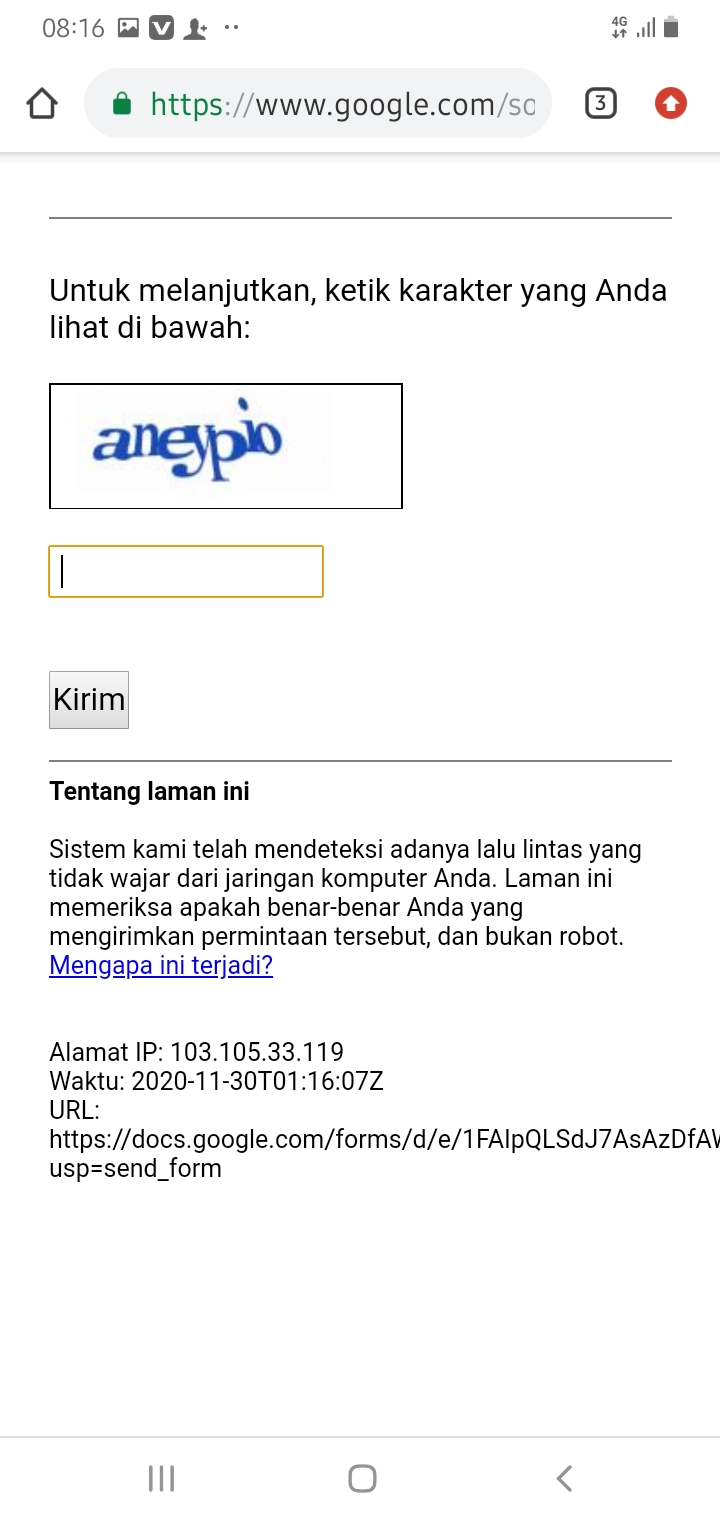 08:16
4G
https://www.google.com/so
3
Untuk melanjutkan, ketik karakter yang Anda
lihat di bawah:
aneypio
Kirim
Tentang laman ini
Sistem kami telah mendeteksi adanya lalu lintas yang
tidak wajar dari jaringan komputer Anda. Laman ini
memeriksa apakah benar-benar Anda yang
mengirimkan permintaan tersebut, dan bukan robot.
Mengapa ini terjadi?
Alamat IP: 103.105.33.119
Waktu: 2020-11-30T01:16:07Z
URL:
https://docs.google.com/forms/d/e/1FAIpQLSdJ7AsAzDfAW
usp=send_form